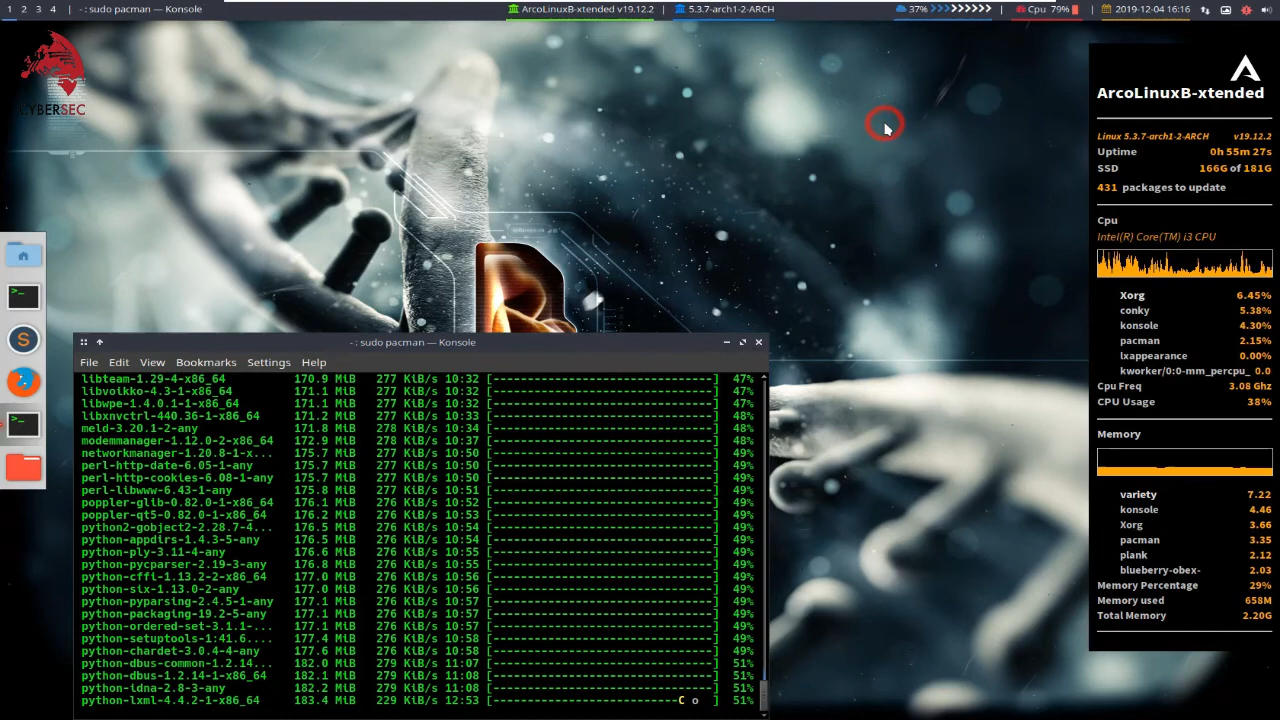 1 2 3 4 | - : sudo pacman — Konsole
ArcoLinuxB-xtended v19.12.2 | 5.3.7-arch1-2-ARCH
37% | Cpu 79% | 2019-12-04 16:16
CYBERSEC
ArcoLinuxB-xtended
Linux 5.3.7-arch1-2-ARCH v19.12.2
Uptime 0h 55m 27s
SSD 166G of 181G
431 packages to update
Cpu
Intel(R) Core(TM) i3 CPU
Xorg 6.45%
conky 5.38%
konsole 4.30%
pacman 2.15%
lxappearance 0.00%
kworker/0:0-mm_percpu_ 0.0
Cpu Freq 3.08 Ghz
CPU Usage 38%
Memory
variety 7.22
konsole 4.46
Xorg 3.66
pacman 3.35
plank 2.12
blueberry-obex- 2.03
Memory Percentage 29%
Memory used 658M
Total Memory 2.20G
- : sudo pacman — Konsole
File Edit View Bookmarks Settings Help
libteam-1.29-4-x86_64 170.9 MiB 277 KiB/s 10:32 [----------------------------------] 47%
libvoikko-4.3-1-x86_64 171.1 MiB 277 KiB/s 10:32 [----------------------------------] 47%
libwpe-1.4.0.1-1-x86_64 171.1 MiB 277 KiB/s 10:32 [----------------------------------] 47%
libxnvctrl-440.36-1-x86_64 171.2 MiB 277 KiB/s 10:33 [----------------------------------] 48%
meld-3.20.1-2-any 171.8 MiB 278 KiB/s 10:34 [----------------------------------] 48%
modemmanager-1.12.0-2-x86_64 172.9 MiB 278 KiB/s 10:37 [----------------------------------] 48%
networkmanager-1.20.8-1-x... 175.7 MiB 277 KiB/s 10:50 [----------------------------------] 49%
perl-http-date-6.05-1-any 175.7 MiB 277 KiB/s 10:50 [----------------------------------] 49%
perl-http-cookies-6.08-1-any 175.7 MiB 277 KiB/s 10:50 [----------------------------------] 49%
perl-libwww-6.43-1-any 175.8 MiB 277 KiB/s 10:51 [----------------------------------] 49%
poppler-glib-0.82.0-1-x86_64 176.1 MiB 276 KiB/s 10:52 [----------------------------------] 49%
poppler-qt5-0.82.0-1-x86_64 176.2 MiB 276 KiB/s 10:53 [----------------------------------] 49%
python2-gobject2-2.28.7-4... 176.5 MiB 276 KiB/s 10:54 [----------------------------------] 49%
python-appdirs-1.4.3-5-any 176.5 MiB 276 KiB/s 10:54 [----------------------------------] 49%
python-ply-3.11-4-any 176.6 MiB 276 KiB/s 10:55 [----------------------------------] 49%
python-pycparser-2.19-3-any 176.8 MiB 276 KiB/s 10:55 [----------------------------------] 49%
python-cffi-1.13.2-2-x86_64 177.0 MiB 276 KiB/s 10:56 [----------------------------------] 49%
python-six-1.13.0-2-any 177.0 MiB 276 KiB/s 10:56 [----------------------------------] 49%
python-pyparsing-2.4.5-1-any 177.1 MiB 276 KiB/s 10:57 [----------------------------------] 49%
python-packaging-19.2-5-any 177.1 MiB 276 KiB/s 10:57 [----------------------------------] 49%
python-ordered-set-3.1.1-... 177.1 MiB 276 KiB/s 10:57 [----------------------------------] 49%
python-setuptools-1:41.6.... 177.4 MiB 276 KiB/s 10:58 [----------------------------------] 49%
python-chardet-3.0.4-4-any 177.6 MiB 276 KiB/s 10:58 [----------------------------------] 49%
python-dbus-common-1.2.14... 182.0 MiB 279 KiB/s 11:07 [----------------------------------] 51%
python-dbus-1.2.14-1-x86_64 182.1 MiB 279 KiB/s 11:08 [----------------------------------] 51%
python-idna-2.8-3-any 182.2 MiB 279 KiB/s 11:08 [----------------------------------] 51%
python-lxml-4.4.2-1-x86_64 183.4 MiB 229 KiB/s 12:53 [-----------------------------C o  ] 51%